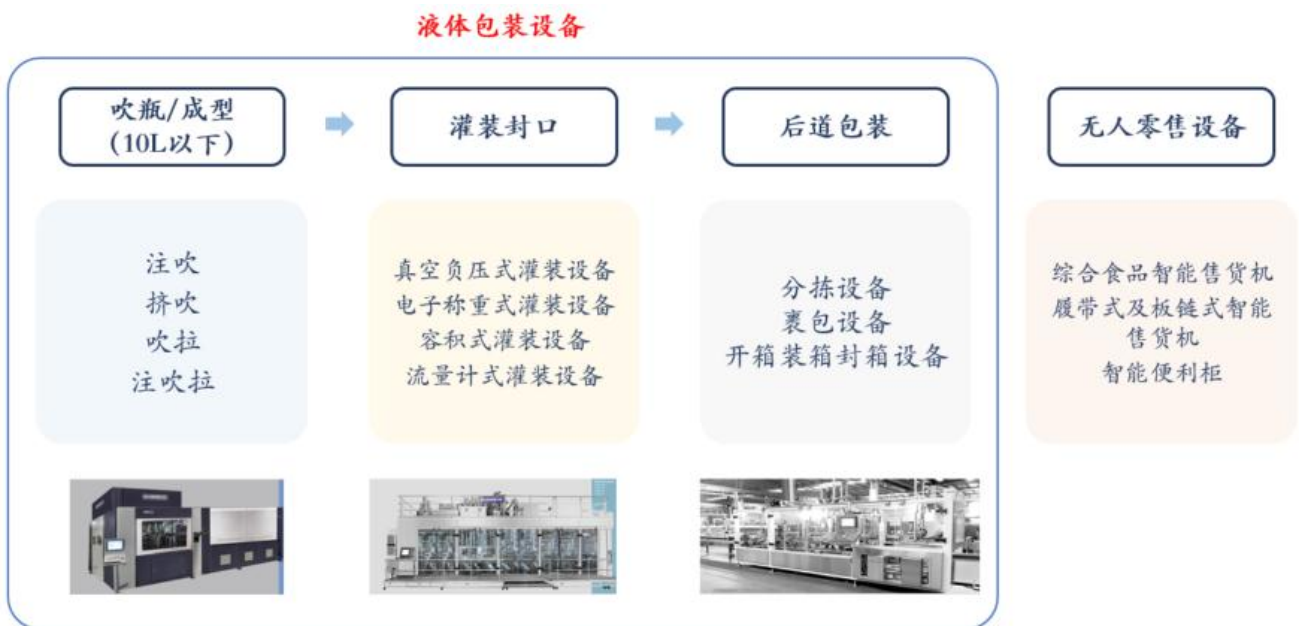 液体包装设备
吹瓶/成型
(10L以下)
灌装封口
后道包装
无人零售设备
注吹
挤吹
吹拉
注吹拉
真空负压式灌装设备
电子称重式灌装设备
容积式灌装设备
流量计式灌装设备
分拣设备
裹包设备
开箱装箱封箱设备
综合食品智能售货机
履带式及板链式智能
售货机
智能便利柜